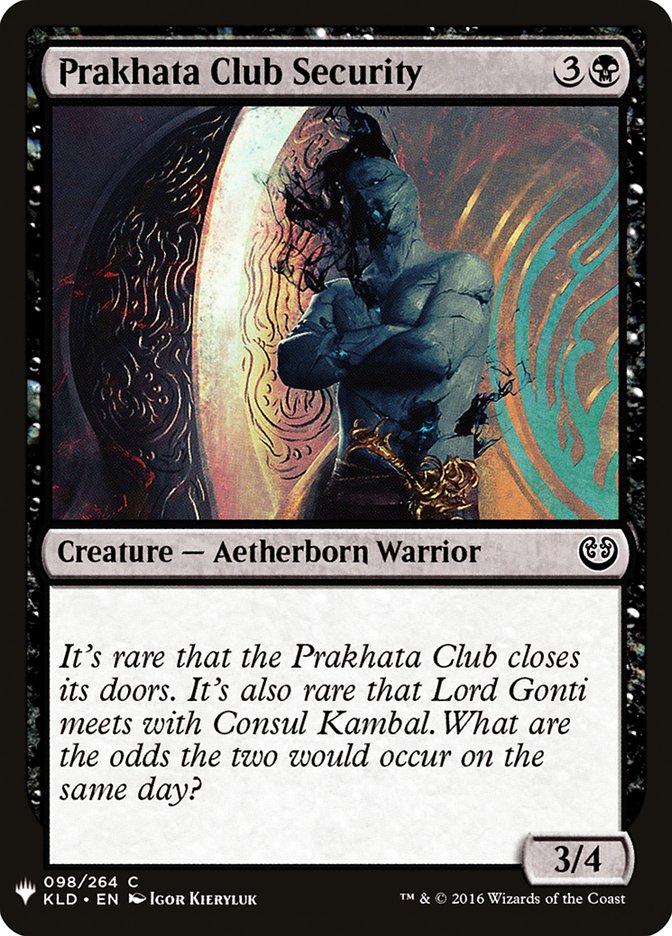 Prakhata Club Security 3
Creature — Aetherborn Warrior
It's rare that the Prakhata Club closes
its doors. It's also rare that Lord Gonti
meets with Consul Kambal. What are
the odds the two would occur on the
same day?
3/4
098/264 C
KLD • EN Igor Kieryluk
™ & © 2016 Wizards of the Coast